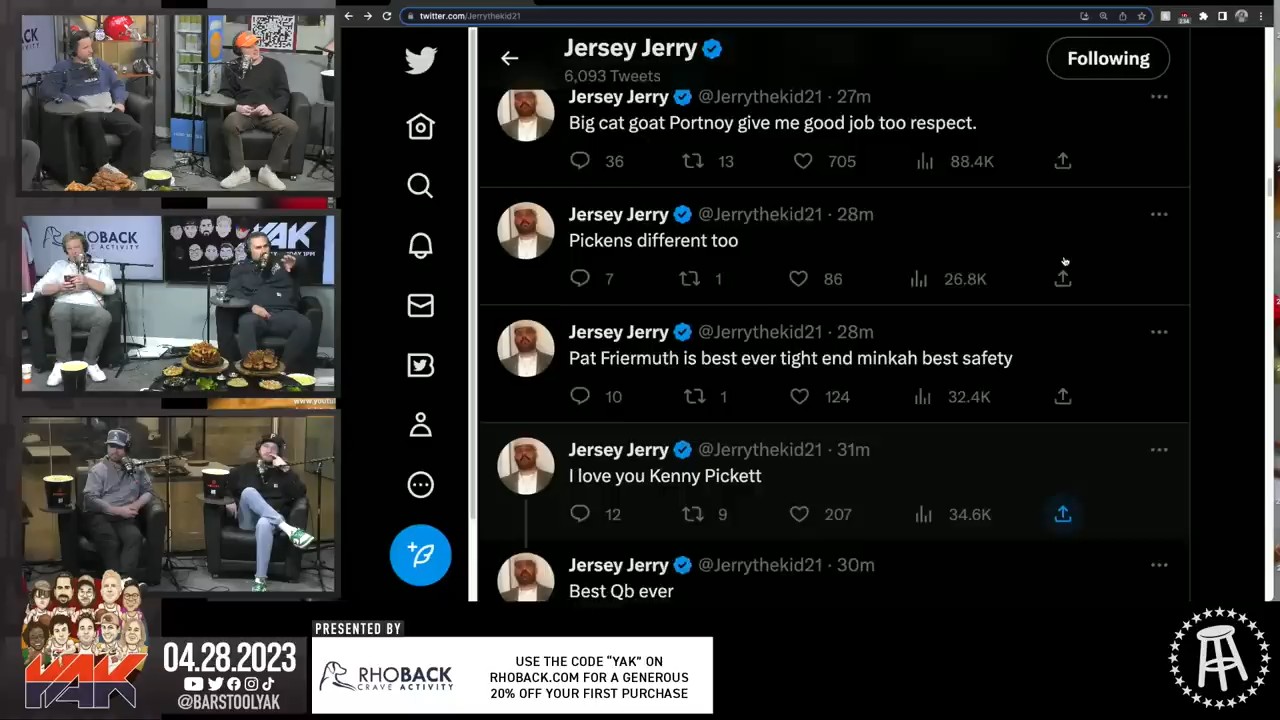 twitter.com/Jerrythekid21
Jersey Jerry
6,093 Tweets
Following
Jersey Jerry @Jerrythekid21 · 27m
Big cat goat Portnoy give me good job too respect.
36 13 705 88.4K
Jersey Jerry @Jerrythekid21 · 28m
Pickens different too
7 1 86 26.8K
Jersey Jerry @Jerrythekid21 · 28m
Pat Friermuth is best ever tight end minkah best safety
10 1 124 32.4K
Jersey Jerry @Jerrythekid21 · 31m
I love you Kenny Pickett
12 9 207 34.6K
Jersey Jerry @Jerrythekid21 · 30m
Best Qb ever
RHOBACK
YAK
YAK
04.28.2023
@BARSTOOLYAK
PRESENTED BY
RHOBACK
CRAVE ACTIVITY
USE THE CODE “YAK” ON
RHOBACK.COM FOR A GENEROUS
20% OFF YOUR FIRST PURCHASE